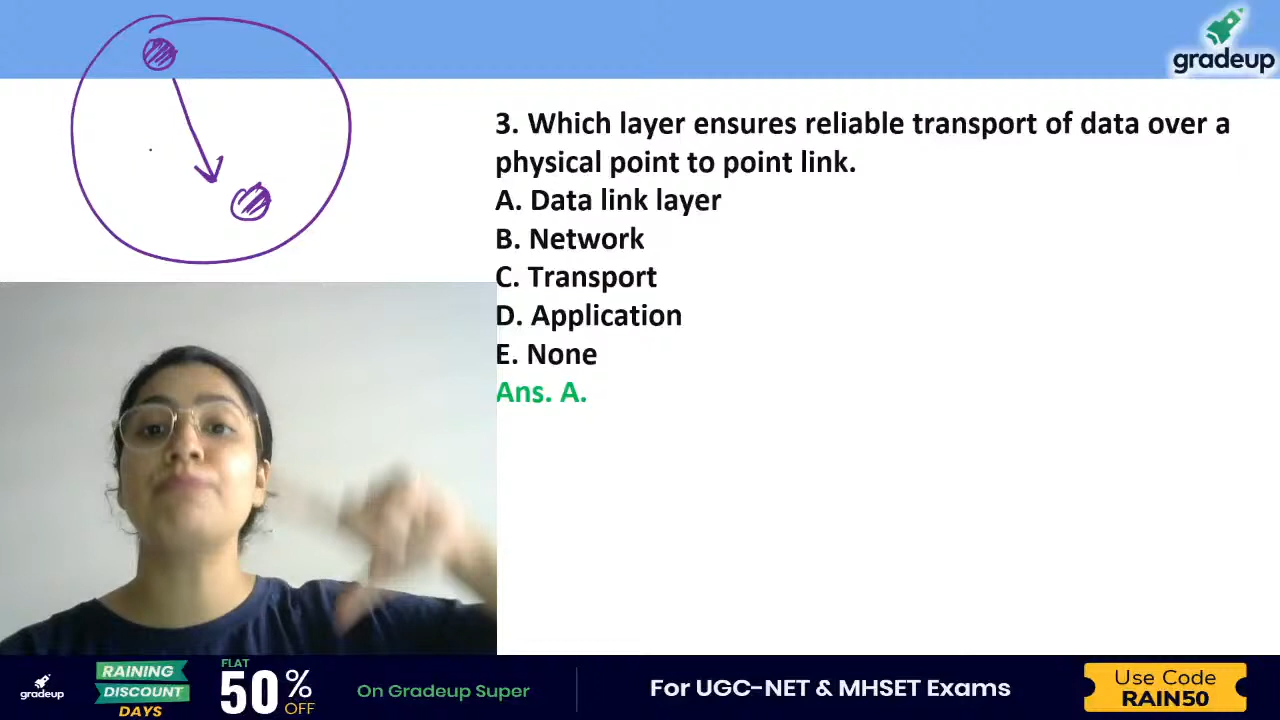 gradeup
3. Which layer ensures reliable transport of data over a
physical point to point link.
A. Data link layer
B. Network
C. Transport
D. Application
E. None
Ans. A.
gradeup
RAINING
DISCOUNT
DAYS
FLAT
50%
OFF
On Gradeup Super
For UGC-NET & MHSET Exams
Use Code
RAIN50